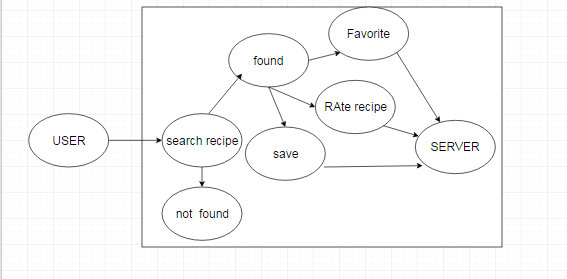 Favorite
found
RAte recipe
USER
search recipe
save
SERVER
not found